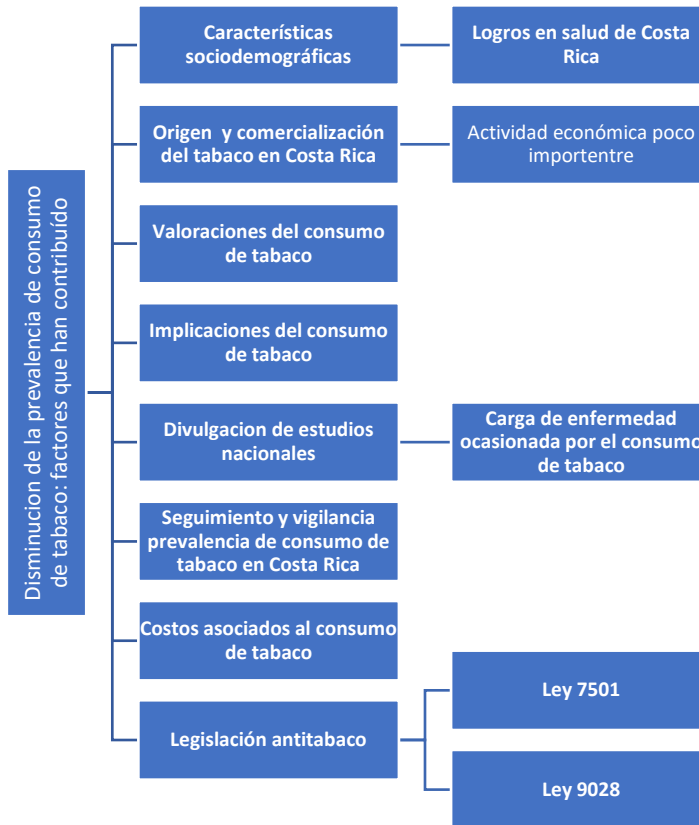 Disminucion de la prevalencia de consumo
de tabaco: factores que han contribuído
Características
sociodemográficas
Logros en salud de Costa
Rica
Origen y comercialización
del tabaco en Costa Rica
Actividad económica poco
importentre
Valoraciones del consumo
de tabaco
Implicaciones del consumo
de tabaco
Divulgacion de estudios
nacionales
Carga de enfermedad
ocasionada por el consumo
de tabaco
Seguimiento y vigilancia
prevalencia de consumo de
tabaco en Costa Rica
Costos asociados al consumo
de tabaco
Legislación antitabaco
Ley 7501
Ley 9028